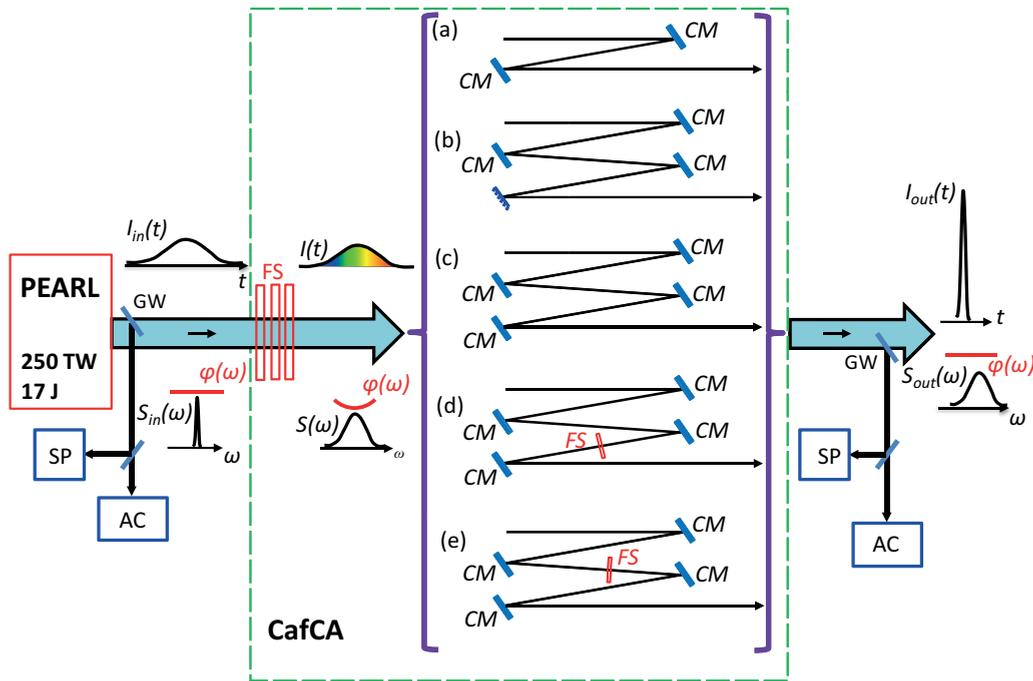 PEARL
250 TW
17 J
I_in(t)
t
GW
S_in(ω)
φ(ω)
ω
SP
AC
FS
I(t)
S(ω)
φ(ω)
ω
CafCA
(a)
CM
CM
(b)
CM
CM
CM
(c)
CM
CM
CM
CM
(d)
CM
CM
CM
CM
FS
(e)
CM
FS
CM
CM
CM
I_out(t)
t
GW
S_out(ω)
φ(ω)
ω
SP
AC